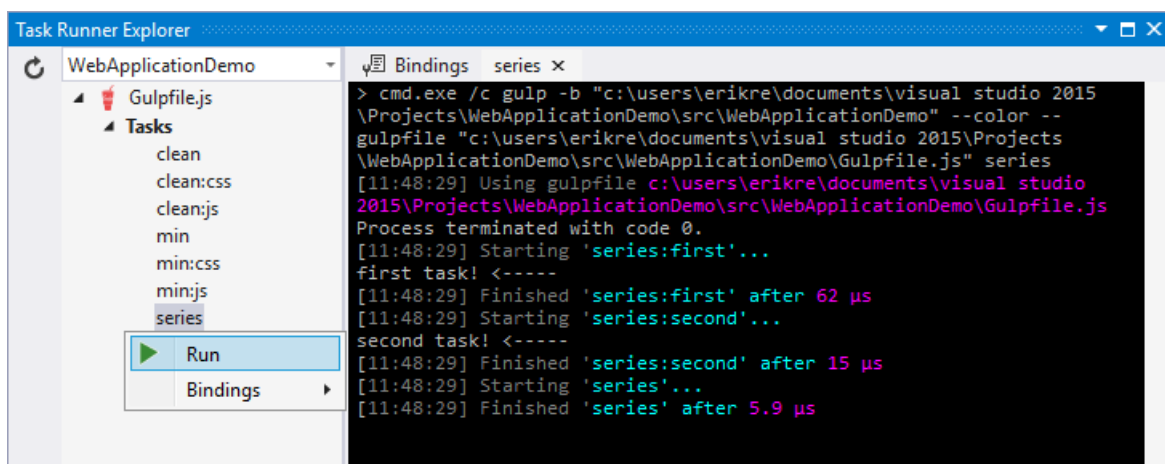 Task Runner Explorer
WebApplicationDemo
Gulpfile.js
Tasks
clean
clean:css
clean:js
min
min:css
min:js
series
Run
Bindings
Bindings series
> cmd.exe /c gulp -b "c:\users\erikre\documents\visual studio 2015
\Projects\WebApplicationDemo\src\WebApplicationDemo" --color --
gulpfile "c:\users\erikre\documents\visual studio 2015\Projects
\WebApplicationDemo\src\WebApplicationDemo\Gulpfile.js" series
[11:48:29] Using gulpfile c:\users\erikre\documents\visual studio
2015\Projects\WebApplicationDemo\src\WebApplicationDemo\Gulpfile.js
Process terminated with code 0.
[11:48:29] Starting 'series:first'...
first task! <-----
[11:48:29] Finished 'series:first' after 62 μs
[11:48:29] Starting 'series:second'...
second task! <-----
[11:48:29] Finished 'series:second' after 15 μs
[11:48:29] Starting 'series'...
[11:48:29] Finished 'series' after 5.9 μs